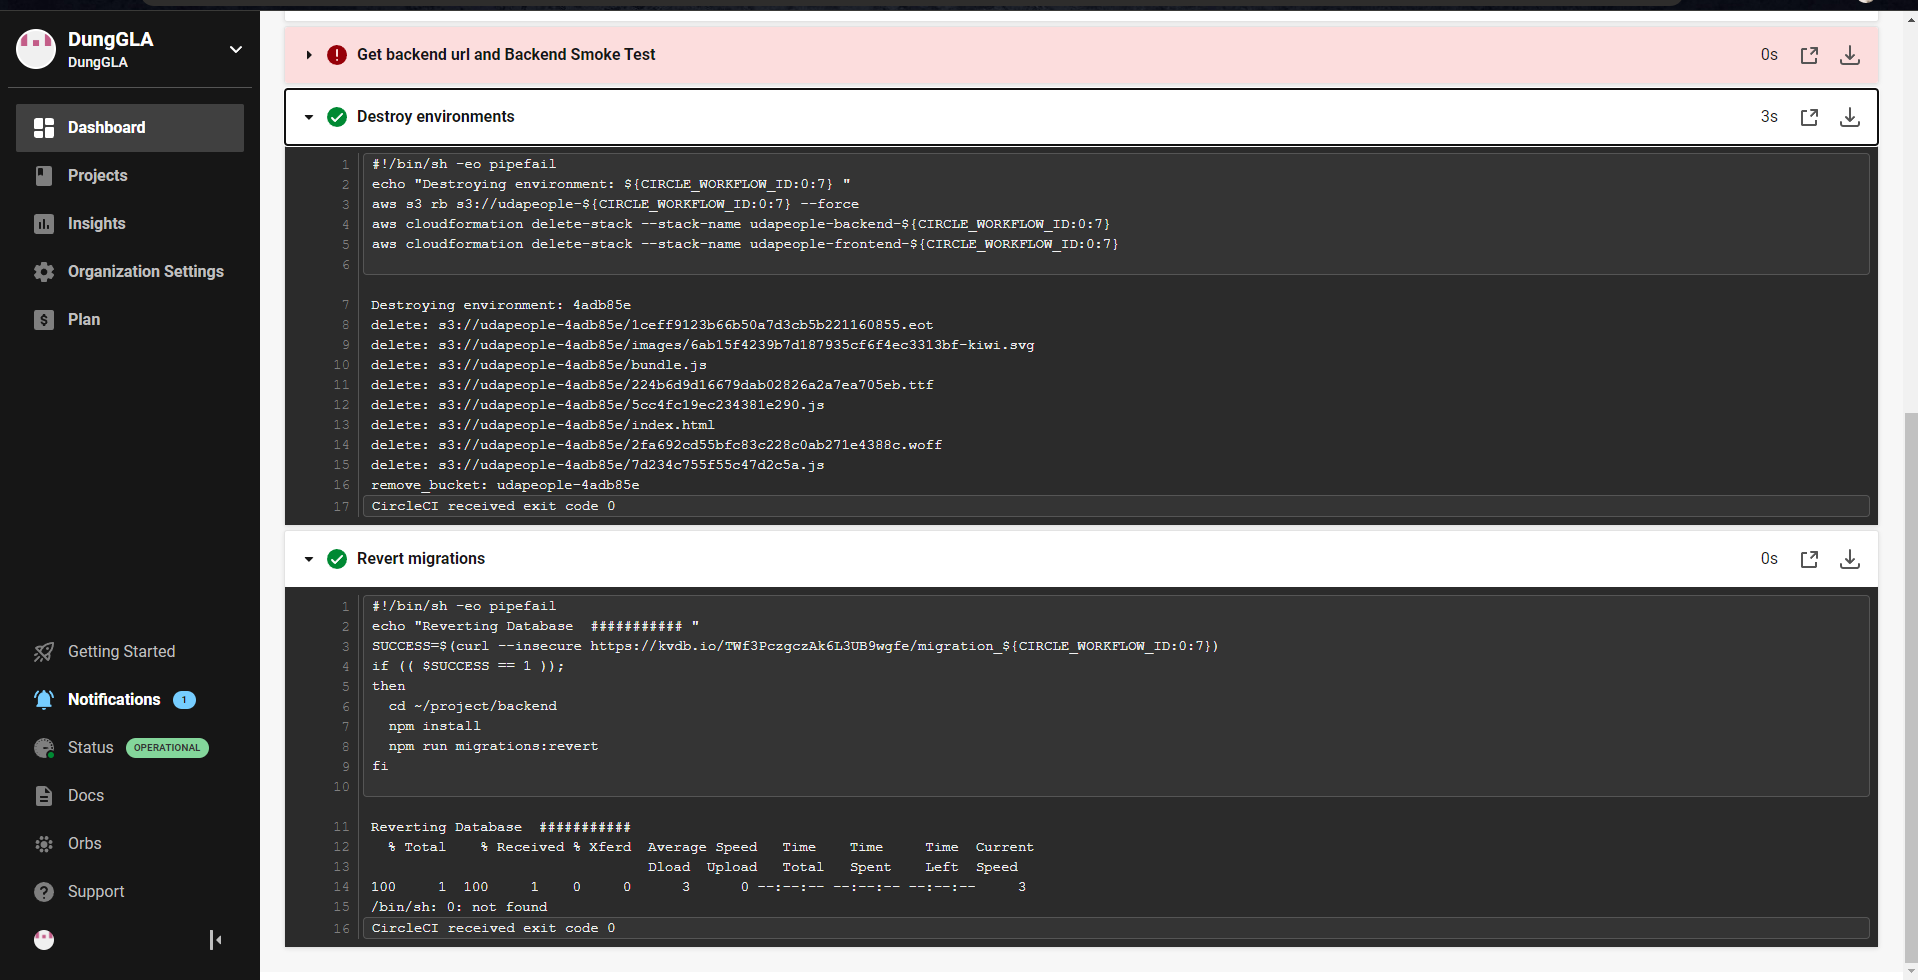 DungGLA
DungGLA
Dashboard
Projects
Insights
Organization Settings
Plan
Getting Started
Notifications 1
Status OPERATIONAL
Docs
Orbs
Support
Get backend url and Backend Smoke Test 0s
Destroy environments 3s
1 #!/bin/sh -eo pipefail
2 echo "Destroying environment: ${CIRCLE_WORKFLOW_ID:0:7} "
3 aws s3 rb s3://udapeople-${CIRCLE_WORKFLOW_ID:0:7} --force
4 aws cloudformation delete-stack --stack-name udapeople-backend-${CIRCLE_WORKFLOW_ID:0:7}
5 aws cloudformation delete-stack --stack-name udapeople-frontend-${CIRCLE_WORKFLOW_ID:0:7}
6
7 Destroying environment: 4adb85e
8 delete: s3://udapeople-4adb85e/1ceff9123b66b50a7d3cb5b221160855.eot
9 delete: s3://udapeople-4adb85e/images/6ab15f4239b7d187935cf6f4ec3313bf-kiwi.svg
10 delete: s3://udapeople-4adb85e/bundle.js
11 delete: s3://udapeople-4adb85e/224b6d9d16679dab02826a2a7ea705eb.ttf
12 delete: s3://udapeople-4adb85e/5cc4fc19ec234381e290.js
13 delete: s3://udapeople-4adb85e/index.html
14 delete: s3://udapeople-4adb85e/2fa692cd55bfc83c228c0ab271e4388c.woff
15 delete: s3://udapeople-4adb85e/7d234c755f55c47d2c5a.js
16 remove_bucket: udapeople-4adb85e
17 CircleCI received exit code 0
Revert migrations 0s
1 #!/bin/sh -eo pipefail
2 echo "Reverting Database  ########### "
3 SUCCESS=$(curl --insecure https://kvdb.io/TWf3PczgczAk6L3UB9wgfe/migration_${CIRCLE_WORKFLOW_ID:0:7})
4 if (( $SUCCESS == 1 ));
5 then
6   cd ~/project/backend
7   npm install
8   npm run migrations:revert
9 fi
10
11 Reverting Database  ###########
12   % Total    % Received % Xferd  Average Speed   Time    Time     Time  Current
13                                  Dload  Upload   Total   Spent    Left  Speed
14 100     1  100     1    0     0      3      0 --:--:-- --:--:-- --:--:--     3
15 /bin/sh: 0: not found
16 CircleCI received exit code 0